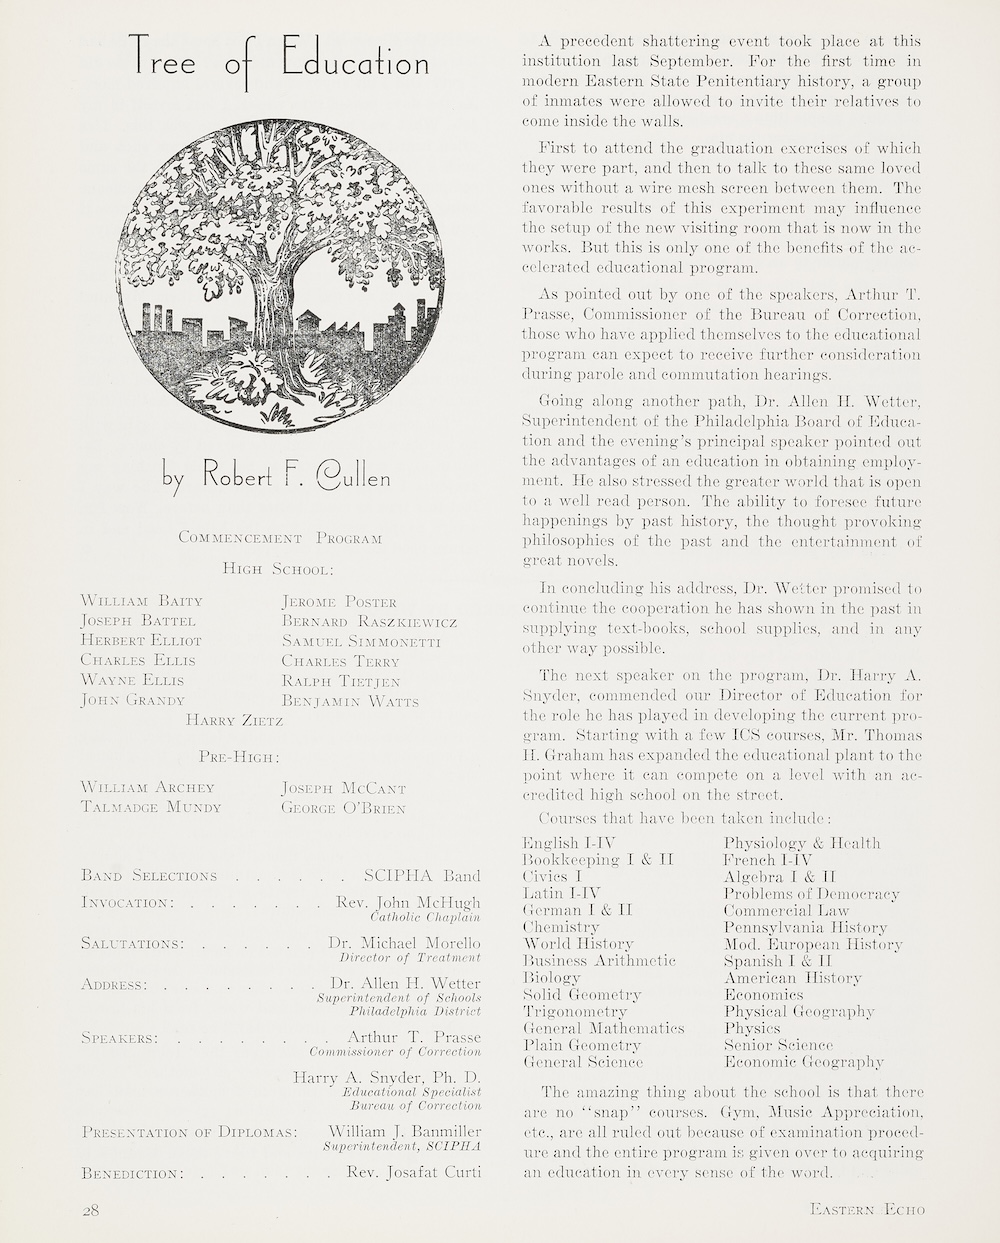 Tree of Education
by Robert F. Cullen
Commencement Program
High School:
William Baity
Joseph Battel
Herbert Elliot
Charles Ellis
Wayne Ellis
John Grandy
Jerome Poster
Bernard Raszkiewicz
Samuel Simmonetti
Charles Terry
Ralph Tietjen
Benjamin Watts
Harry Zietz
Pre-High:
William Archey
Talmadge Mundy
Joseph McCant
George O'Brien
Band Selections . . . . . . SCIPHA Band
Invocation: . . . . . . . Rev. John McHugh
Catholic Chaplain
Salutations: . . . . . . Dr. Michael Morello
Director of Treatment
Address: . . . . . . . . Dr. Allen H. Wetter
Superintendent of Schools
Philadelphia District
Speakers: . . . . . . . . Arthur T. Prasse
Commissioner of Correction
Harry A. Snyder, Ph. D.
Educational Specialist
Bureau of Correction
Presentation of Diplomas: William J. Banmiller
Superintendent, SCIPHA
Benediction: . . . . . . . Rev. Josafat Curti
28
A precedent shattering event took place at this
institution last September. For the first time in
modern Eastern State Penitentiary history, a group
of inmates were allowed to invite their relatives to
come inside the walls.
First to attend the graduation exercises of which
they were part, and then to talk to these same loved
ones without a wire mesh screen between them. The
favorable results of this experiment may influence
the setup of the new visiting room that is now in the
works. But this is only one of the benefits of the ac-
celerated educational program.
As pointed out by one of the speakers, Arthur T.
Prasse, Commissioner of the Bureau of Correction,
those who have applied themselves to the educational
program can expect to receive further consideration
during parole and commutation hearings.
Going along another path, Dr. Allen H. Wetter,
Superintendent of the Philadelphia Board of Educa-
tion and the evening's principal speaker pointed out
the advantages of an education in obtaining employ-
ment. He also stressed the greater world that is open
to a well read person. The ability to foresee future
happenings by past history, the thought provoking
philosophies of the past and the entertainment of
great novels.
In concluding his address, Dr. Wetter promised to
continue the cooperation he has shown in the past in
supplying text-books, school supplies, and in any
other way possible.
The next speaker on the program, Dr. Harry A.
Snyder, commended our Director of Education for
the role he has played in developing the current pro-
gram. Starting with a few ICS courses, Mr. Thomas
H. Graham has expanded the educational plant to the
point where it can compete on a level with an ac-
credited high school on the street.
Courses that have been taken include:
English I-IV
Bookkeeping I & II
Civics I
Latin I-IV
German I & II
Chemistry
World History
Business Arithmetic
Biology
Solid Geometry
Trigonometry
General Mathematics
Plain Geometry
General Science
Physiology & Health
French I-IV
Algebra I & II
Problems of Democracy
Commercial Law
Pennsylvania History
Mod. European History
Spanish I & II
American History
Economics
Physical Geography
Physics
Senior Science
Economic Geography
The amazing thing about the school is that there
are no "snap" courses. Gym, Music Appreciation,
etc., are all ruled out because of examination proced-
ure and the entire program is given over to acquiring
an education in every sense of the word.
Eastern Echo